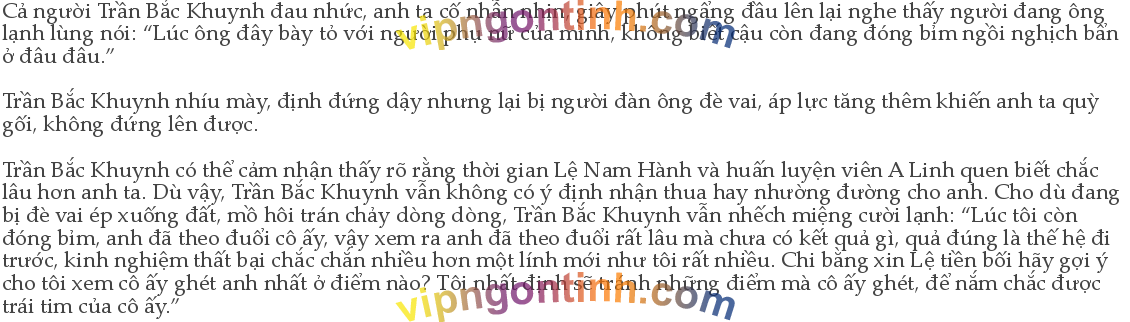 Cả người Trần Bắc Khuynh đau nhức, anh ta cố nhẫn nhịn, giây phút ngẩng đầu lên lại nghe thấy người đang ông
lạnh lùng nói: “Lúc ông đây bày tỏ với người phụ nữ của mình, không biết cậu còn đang đóng bỉm ngồi nghịch bẩn
ở đâu đâu.”
Trần Bắc Khuynh nhíu mày, định đứng dậy nhưng lại bị người đàn ông đè vai, áp lực tăng thêm khiến anh ta quỳ
gối, không đứng lên được.
Trần Bắc Khuynh có thể cảm nhận thấy rõ rằng thời gian Lệ Nam Hành và huấn luyện viên A Linh quen biết chắc
lâu hơn anh ta. Dù vậy, Trần Bắc Khuynh vẫn không có ý định nhận thua hay nhường đường cho anh. Cho dù đang
bị đè vai ép xuống đất, mồ hôi trán chảy dòng dòng, Trần Bắc Khuynh vẫn nhếch miệng cười lạnh: “Lúc tôi còn
đóng bỉm, anh đã theo đuổi cô ấy, vậy xem ra anh đã theo đuổi rất lâu mà chưa có kết quả gì, quả đúng là thế hệ đi
trước, kinh nghiệm thất bại chắc chắn nhiều hơn một lính mới như tôi rất nhiều. Chi bằng xin Lệ tiền bối hãy gợi ý
cho tôi xem cô ấy ghét anh nhất ở điểm nào? Tôi nhất định sẽ tránh những điểm mà cô ấy ghét, để nắm chắc được
trái tim của cô ấy.”
vipngontinh.com
vipngontinh.com